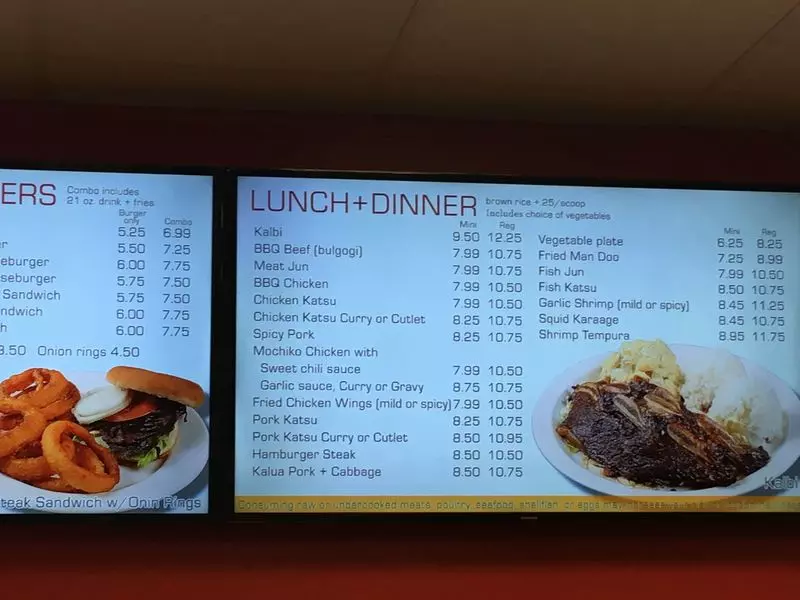 ERS Combo includes
21 oz. drink + fries
Burger only Combo
5.25 6.99
5.50 7.25
eburger 6.00 7.75
seburger 5.75 7.50
Sandwich 5.75 7.50
ndwich 6.00 7.75
h 6.00 7.75
3.50 Onion rings 4.50
teak Sandwich w/Onin Rings
LUNCH+DINNER brown rice +.25/scoop
Includes choice of vegetables
Mini Reg
Kalbi 9.50 12.25
BBQ Beef (bulgogi) 7.99 10.75
Meat Jun 7.99 10.75
BBQ Chicken 7.99 10.50
Chicken Katsu 7.99 10.50
Chicken Katsu Curry or Cutlet 8.25 10.75
Spicy Pork 8.25 10.75
Mochiko Chicken with
Sweet chili sauce 7.99 10.50
Garlic sauce, Curry or Gravy 8.75 10.75
Fried Chicken Wings (mild or spicy) 7.99 10.50
Pork Katsu 8.25 10.75
Pork Katsu Curry or Cutlet 8.50 10.95
Hamburger Steak 8.50 10.50
Kalua Pork + Cabbage 8.50 10.75
Mini Reg
Vegetable plate 6.25 8.25
Fried Man Doo 7.25 8.99
Fish Jun 7.99 10.50
Fish Katsu 8.50 10.75
Garlic Shrimp (mild or spicy) 8.45 11.25
Squid Karaage 8.45 10.75
Shrimp Tempura 8.95 11.75
Kalbi
Consuming raw or undercooked meats, poultry, seafood, shellfish, or eggs may